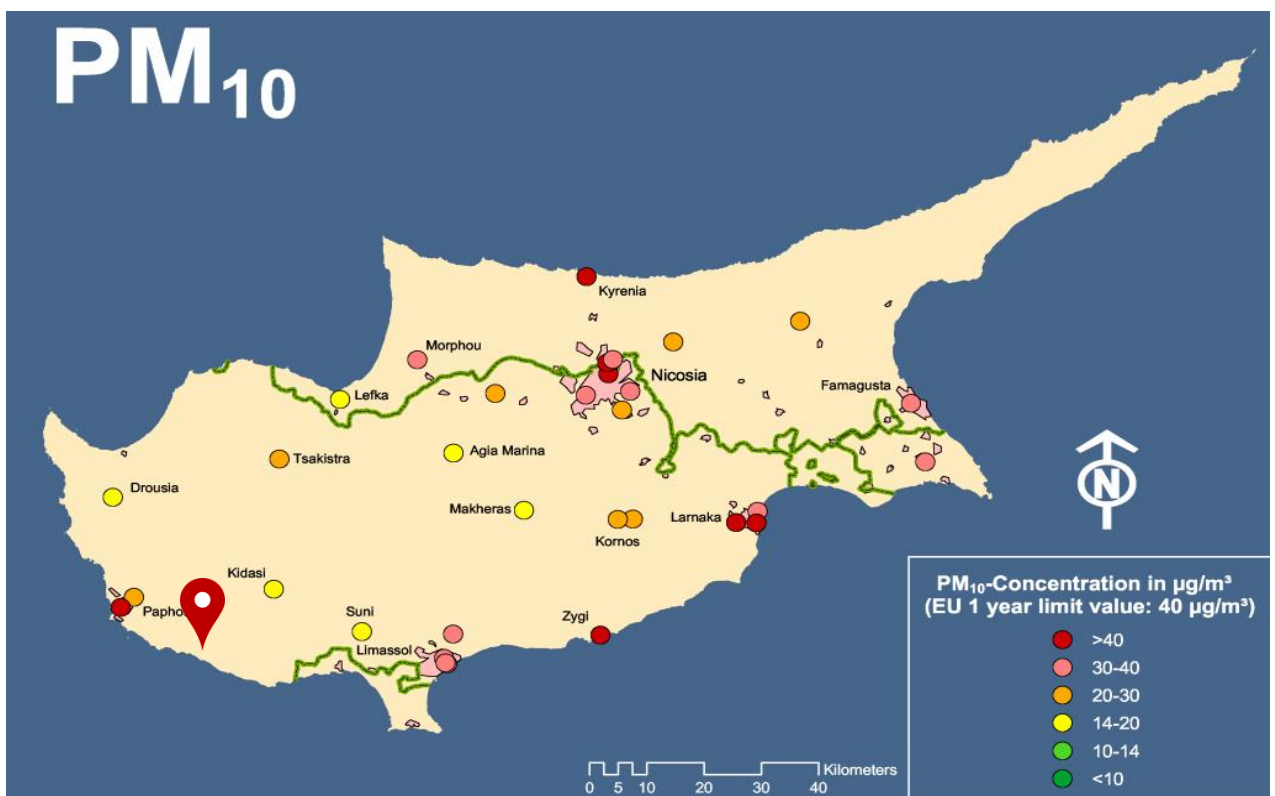 PM10
Kyrenia
Morphou
Nicosia
Lefka
Famagusta
Tsakistra
Agia Marina
Drousia
Makheras
Larnaka
Kornos
Kidasi
Papho
Suni
Zygi
Limassol
N
PM10-Concentration in µg/m³
(EU 1 year limit value: 40 µg/m³)
>40
30-40
20-30
14-20
10-14
<10
Kilometers
0 5 10 20 30 40